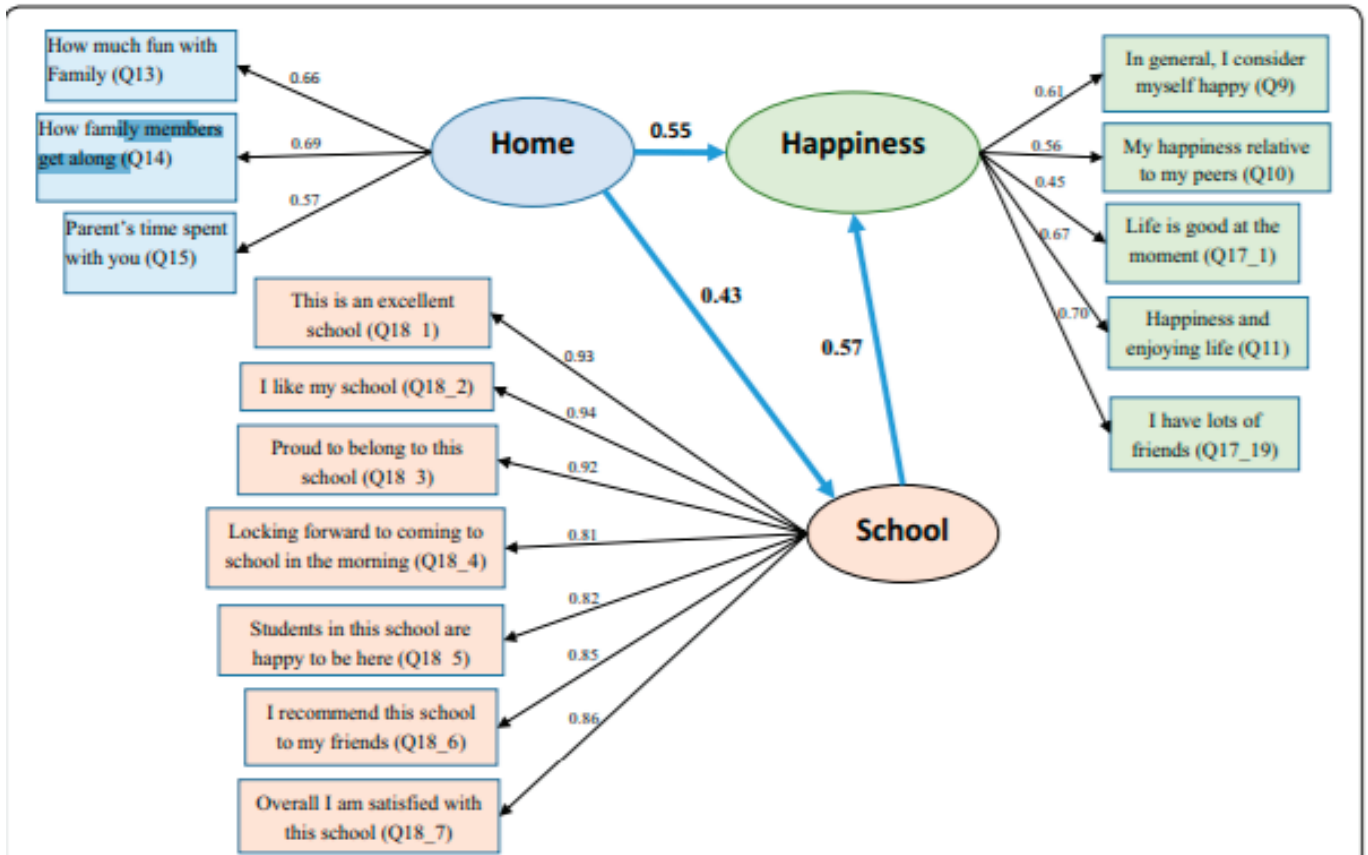 How much fun with
Family (Q13)
0.66
How family members
get along (Q14)
0.69
Parent's time spent
with you (Q15)
0.57
Home
0.55
Happiness
In general, I consider
myself happy (Q9)
0.61
My happiness relative
to my peers (Q10)
0.56
Life is good at the
moment (Q17_1)
0.45
Happiness and
enjoying life (Q11)
0.67
I have lots of
friends (Q17_19)
0.70
0.43
0.57
School
This is an excellent
school (Q18_1)
0.93
I like my school (Q18_2)
0.94
Proud to belong to this
school (Q18_3)
0.92
Locking forward to coming to
school in the morning (Q18_4)
0.81
Students in this school are
happy to be here (Q18_5)
0.82
I recommend this school
to my friends (Q18_6)
0.85
Overall I am satisfied with
this school (Q18_7)
0.86